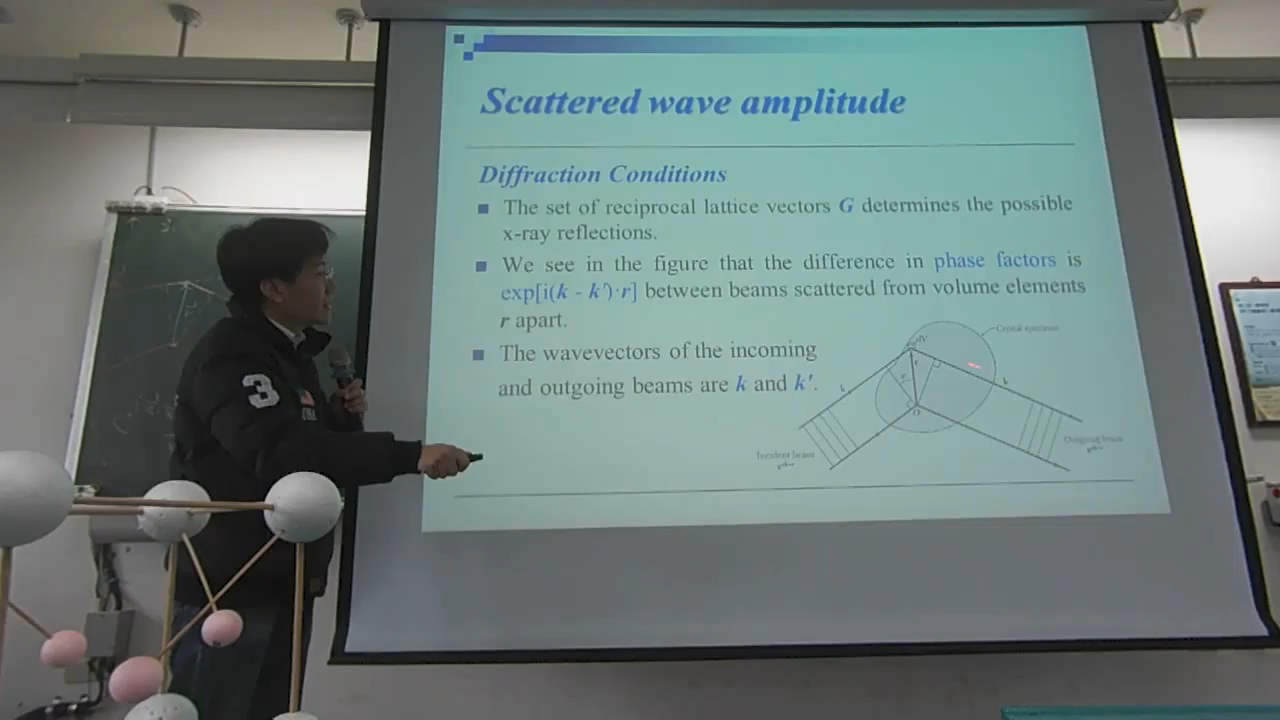 Scattered wave amplitude
Diffraction Conditions
The set of reciprocal lattice vectors G determines the possible
x-ray reflections.
We see in the figure that the difference in phase factors is
exp[i(k - k')·r] between beams scattered from volume elements
r apart.
The wavevectors of the incoming
and outgoing beams are k and k'.
Crystal specimen
r
O
Incident beam
Outgoing beam
3